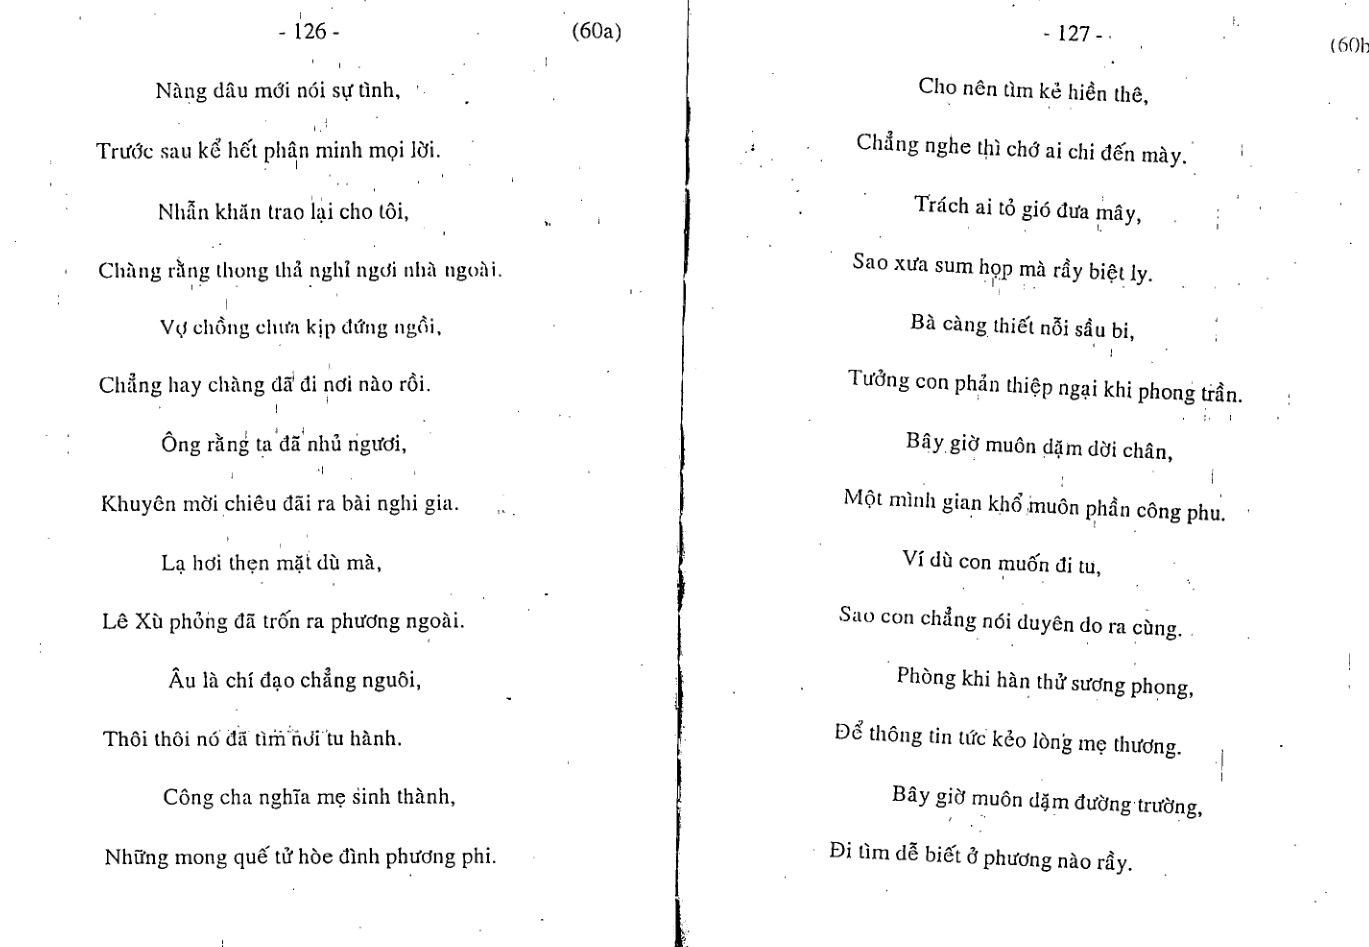 - 126 -
(60a)
Nàng dâu mới nói sự tình,
Trước sau kể hết phận minh mọi lời.
Nhẫn khăn trao lại cho tôi,
Chàng rằng thong thả nghỉ ngơi nhà ngoài.
Vợ chồng chưa kịp đứng ngồi,
Chẳng hay chàng đã đi nơi nào rồi.
Ông rằng ta đã nhủ ngươi,
Khuyên mời chiêu đãi ra bài nghi gia.
Lạ hơi thẹn mặt dù mà,
Lê Xù phỏng đã trốn ra phương ngoài.
Âu là chí đạo chẳng nguôi,
Thôi thôi nó đã tìm nơi tu hành.
Công cha nghĩa mẹ sinh thành,
Những mong quế tử hòe đình phương phi.
- 127 -
(60b
Cho nên tìm kẻ hiền thê,
Chẳng nghe thì chớ ai chi đến mày.
Trách ai tỏ gió đưa mây,
Sao xưa sum họp mà rầy biệt ly.
Bà càng thiết nỗi sầu bi,
Tưởng con phản thiệp ngại khi phong trần.
Bây giờ muôn dặm dời chân,
Một mình gian khổ muôn phần công phu.
Ví dù con muốn đi tu,
Sao con chẳng nói duyên do ra cùng.
Phòng khi hàn thử sương phong,
Để thông tin tức kẻo lòng mẹ thương.
Bây giờ muôn dặm đường trường,
Đi tìm dễ biết ở phương nào rầy.